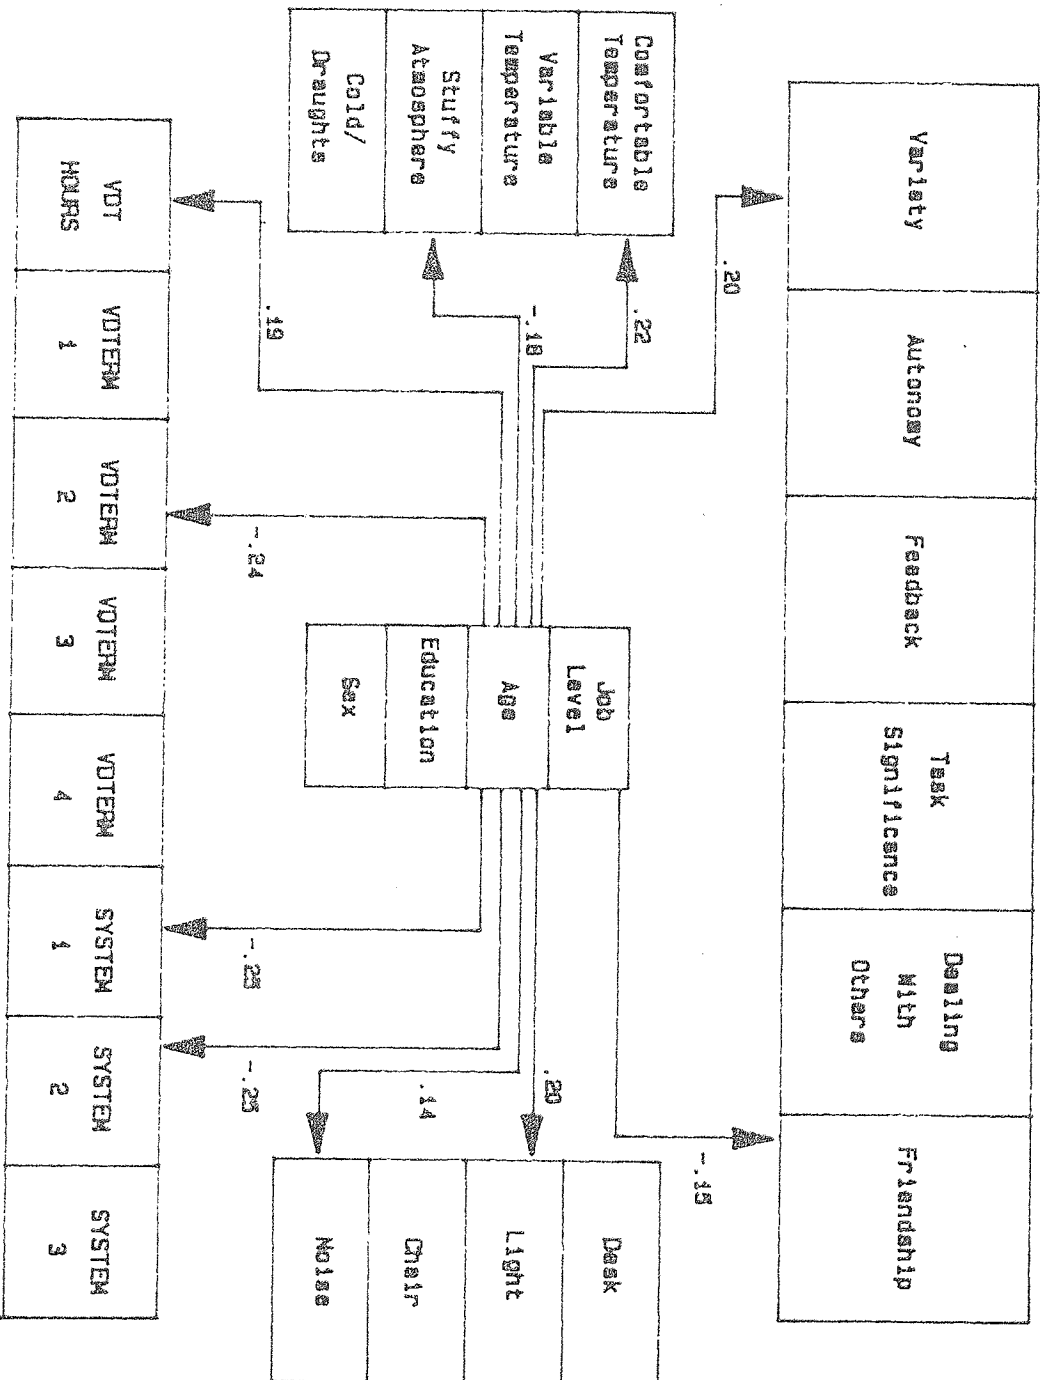 Variety
Autonomy
Feedback
Task
Significance
Dealing
With
Others
Friendship
.20
-.15
Comfortable
Temperature
Variable
Temperature
Stuffy
Atmosphere
Cold/
Draughts
.22
-.18
Job
Level
Age
Education
Sex
.20
.14
Desk
Light
Chair
Noise
.19
-.24
-.25
-.25
VDT
HOURS
VDTERM
1
VDTERM
2
VDTERM
3
VDTERM
4
SYSTEM
1
SYSTEM
2
SYSTEM
3